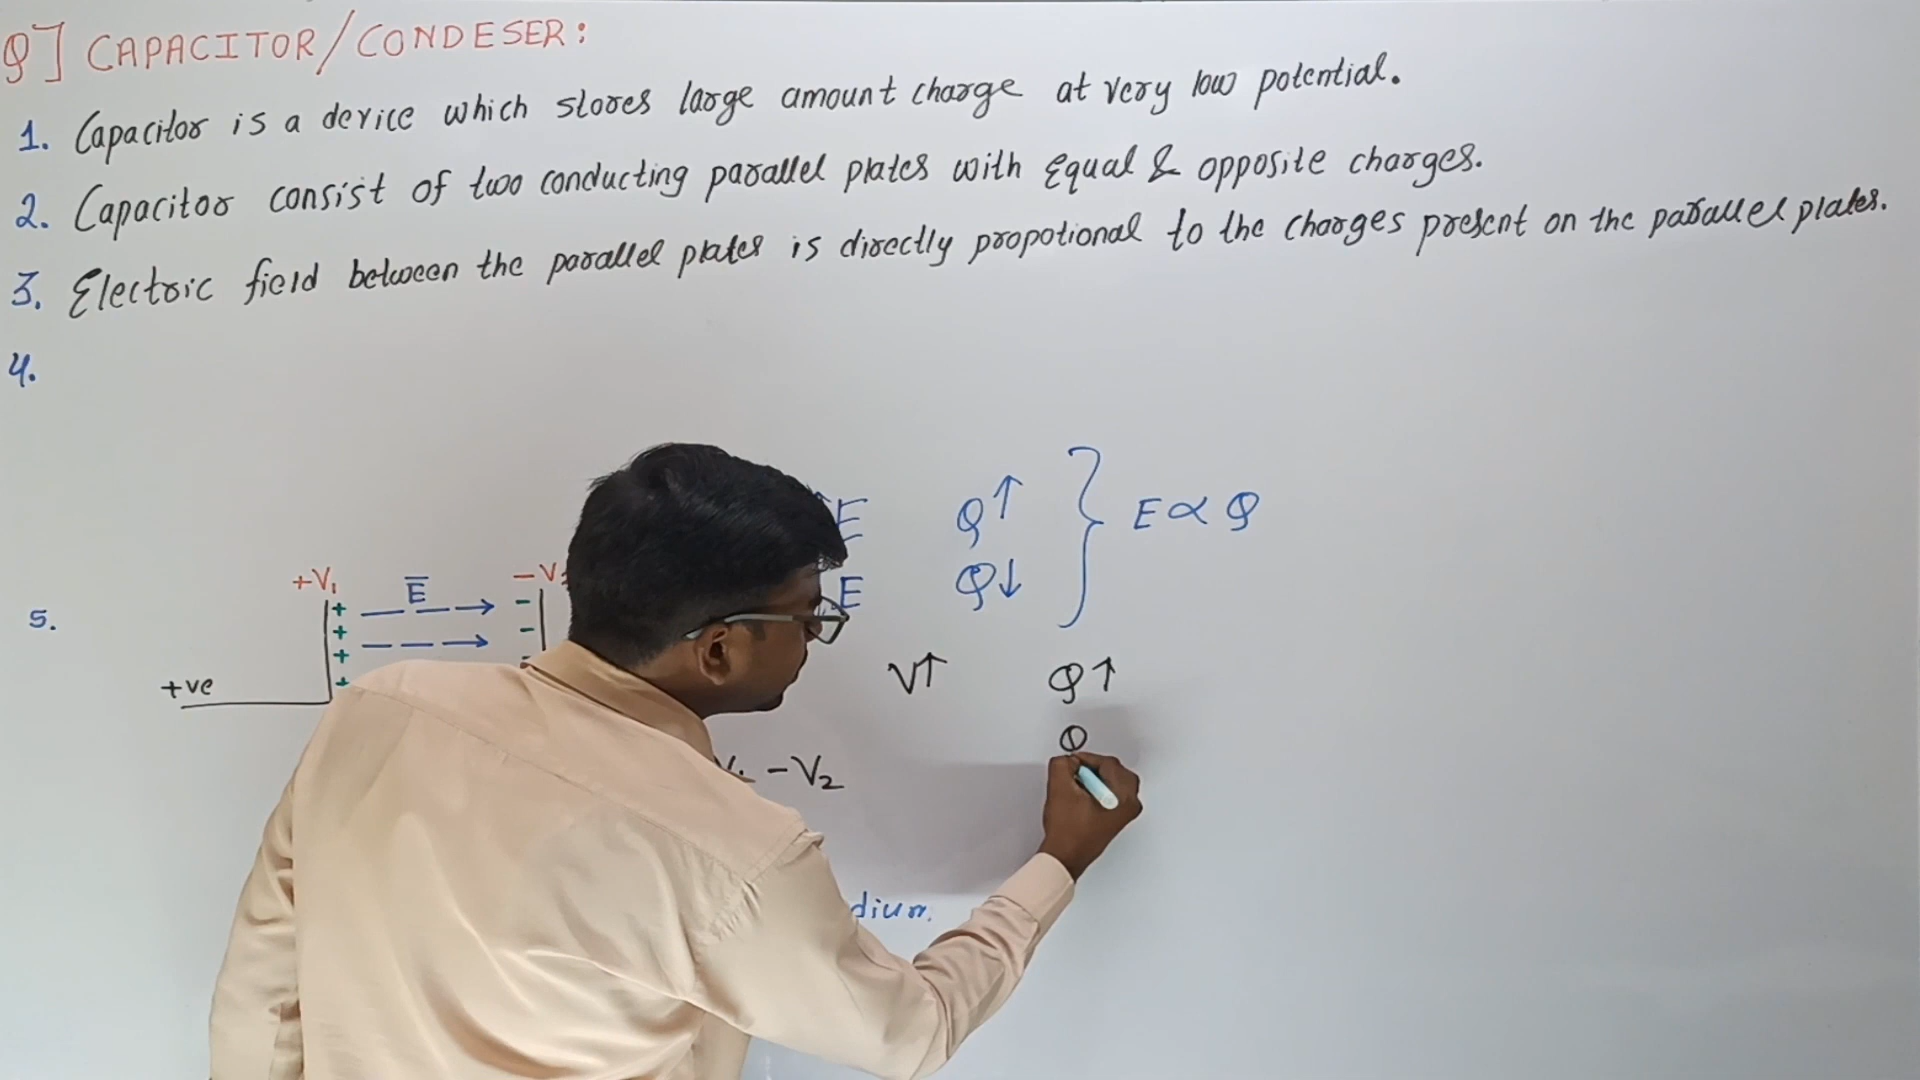 Q] CAPACITOR/CONDESER:
1. Capacitor is a device which stores large amount charge at very low potential.
2. Capacitor consist of two conducting parallel plates with Equal & opposite charges.
3. Electric field between the parallel plates is directly propotional to the charges present on the parallel plates.
4.
E Q↑ } E ∝ Q
E Q↓
5.
+V₁ E̅ -V
+ -
+ -
+
+
+ve
V↑ Q↑
-V₂
dium.